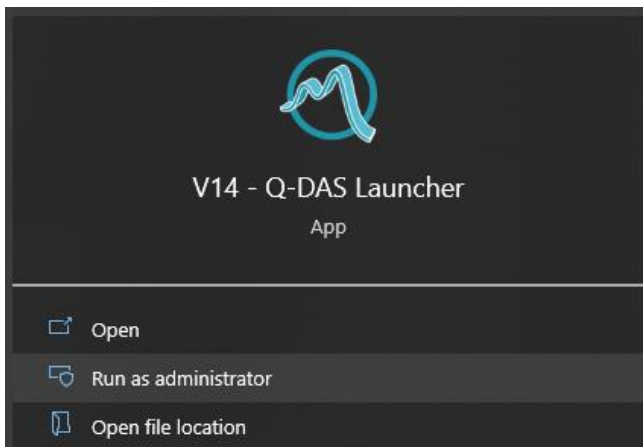 V14 - Q-DAS Launcher
App
Open
Run as administrator
Open file location